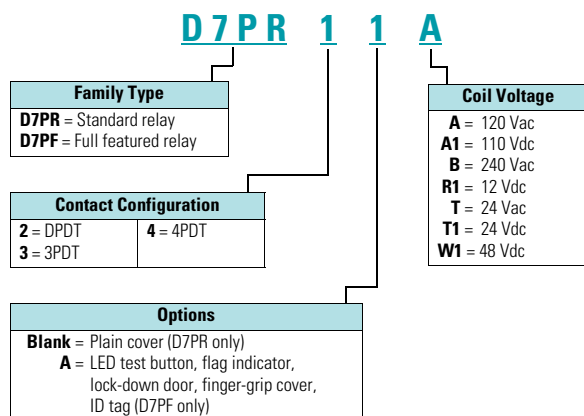 D7PR 1 1 A
Family Type
D7PR = Standard relay
D7PF = Full featured relay
Contact Configuration
2 = DPDT
3 = 3PDT
4 = 4PDT
Options
Blank = Plain cover (D7PR only)
A = LED test button, flag indicator,
lock-down door, finger-grip cover,
ID tag (D7PF only)
Coil Voltage
A = 120 Vac
A1 = 110 Vdc
B = 240 Vac
R1 = 12 Vdc
T = 24 Vac
T1 = 24 Vdc
W1 = 48 Vdc